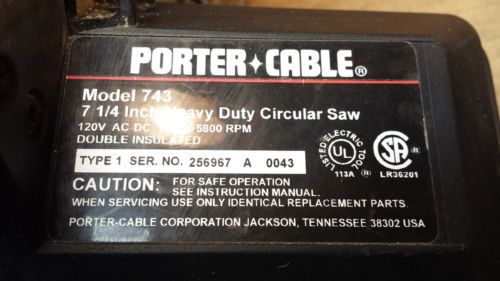 PORTER+CABLE®
Model 743
7 1/4 Inch Heavy Duty Circular Saw
120V AC DC 5800 RPM
DOUBLE INSULATED
TYPE 1 SER. NO. 256967 A 0043
LISTED ELECTRIC TOOL
UL ®
113A
SA ®
LR36201
CAUTION: FOR SAFE OPERATION
SEE INSTRUCTION MANUAL.
WHEN SERVICING USE ONLY IDENTICAL REPLACEMENT PARTS.
PORTER-CABLE CORPORATION JACKSON, TENNESSEE 38302 USA